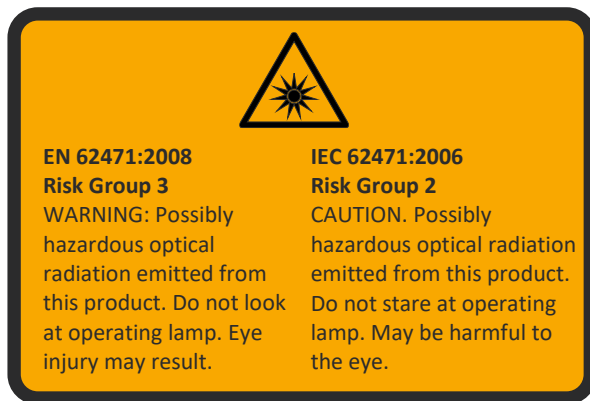 EN 62471:2008
Risk Group 3
WARNING: Possibly
hazardous optical
radiation emitted from
this product. Do not look
at operating lamp. Eye
injury may result.
IEC 62471:2006
Risk Group 2
CAUTION. Possibly
hazardous optical radiation
emitted from this product.
Do not stare at operating
lamp. May be harmful to
the eye.